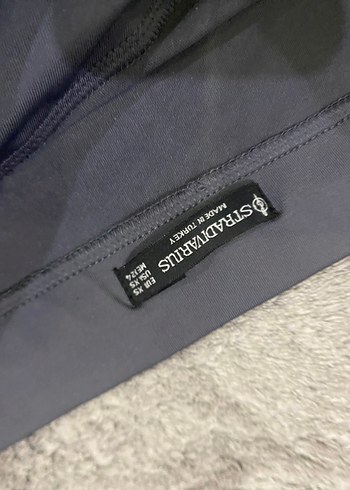 STRADIVARIUS
MADE IN TURKEY
EUR XS
USA XS
MEX 24